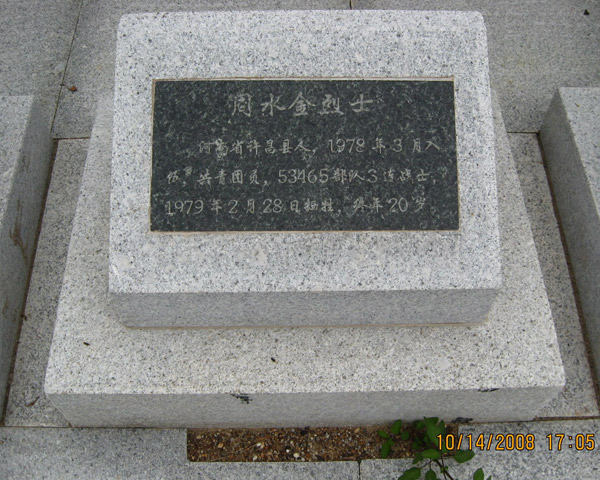 周水金烈士
河南省许昌县人，1978年3月入
伍，共青团员，53465部队3连战士，
1979年2月28日牺牲，终年20岁
10/14/2008 17:05